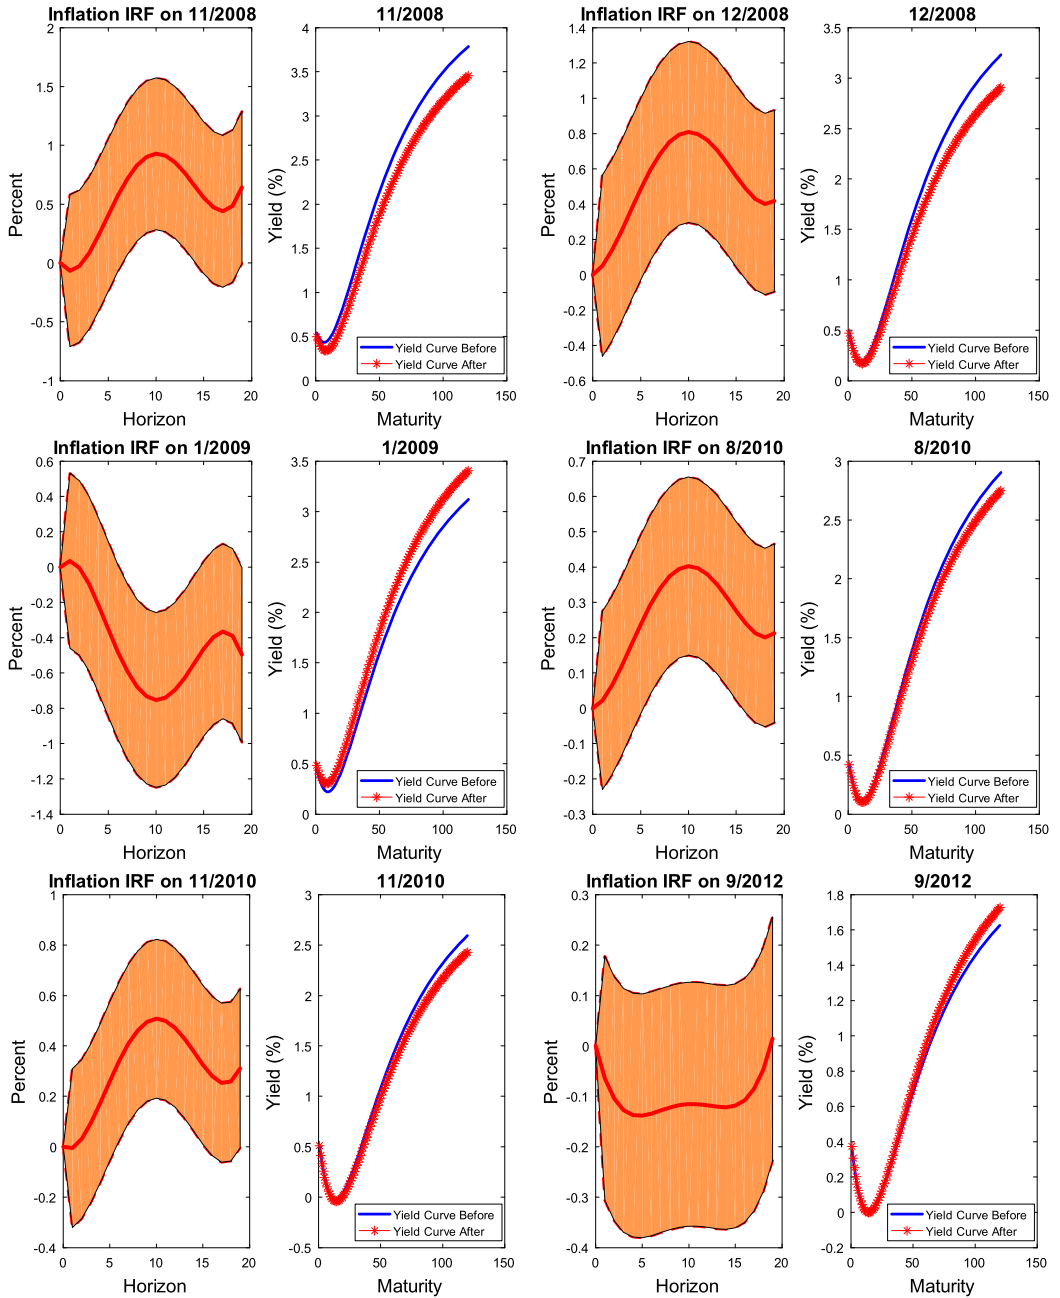 Inflation IRF on 11/2008
2
1.5
1
0.5
0
-0.5
-1
0 5 10 15 20
Percent
Horizon
11/2008
4
3.5
3
2.5
2
1.5
1
0.5
0
0 50 100 150
Yield (%)
Maturity
Yield Curve Before
Yield Curve After
Inflation IRF on 12/2008
1.4
1.2
1
0.8
0.6
0.4
0.2
0
-0.2
-0.4
-0.6
0 5 10 15 20
Percent
Horizon
12/2008
3.5
3
2.5
2
1.5
1
0.5
0
0 50 100 150
Yield (%)
Maturity
Yield Curve Before
Yield Curve After
Inflation IRF on 1/2009
0.6
0.4
0.2
0
-0.2
-0.4
-0.6
-0.8
-1
-1.2
-1.4
0 5 10 15 20
Percent
Horizon
1/2009
3.5
3
2.5
2
1.5
1
0.5
0
0 50 100 150
Yield (%)
Maturity
Yield Curve Before
Yield Curve After
Inflation IRF on 8/2010
0.7
0.6
0.5
0.4
0.3
0.2
0.1
0
-0.1
-0.2
-0.3
0 5 10 15 20
Percent
Horizon
8/2010
3
2.5
2
1.5
1
0.5
0
0 50 100 150
Yield (%)
Maturity
Yield Curve Before
Yield Curve After
Inflation IRF on 11/2010
1
0.8
0.6
0.4
0.2
0
-0.2
-0.4
0 5 10 15 20
Percent
Horizon
11/2010
3
2.5
2
1.5
1
0.5
0
-0.5
0 50 100 150
Yield (%)
Maturity
Yield Curve Before
Yield Curve After
Inflation IRF on 9/2012
0.3
0.2
0.1
0
-0.1
-0.2
-0.3
-0.4
0 5 10 15 20
Percent
Horizon
9/2012
1.8
1.6
1.4
1.2
1
0.8
0.6
0.4
0.2
0
-0.2
0 50 100 150
Yield (%)
Maturity
Yield Curve Before
Yield Curve After